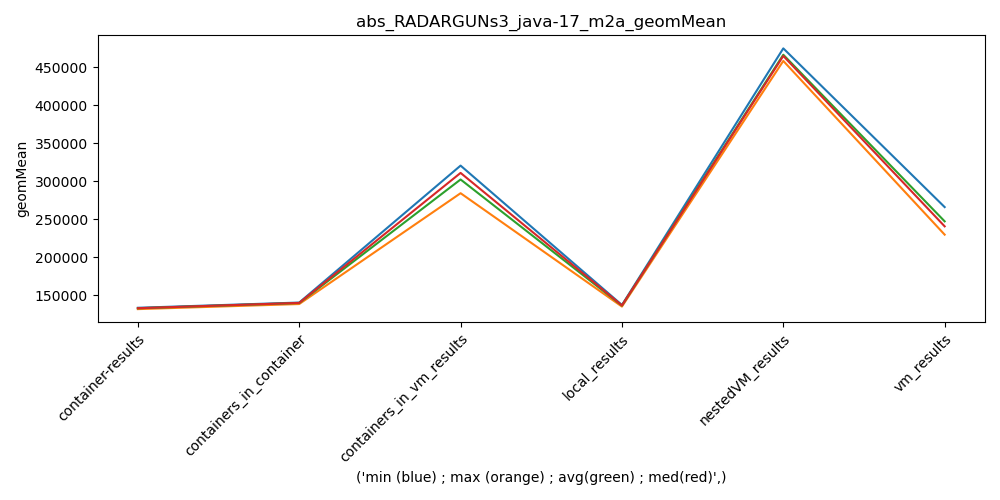 abs_RADARGUNs3_java-17_m2a_geomMean
geomMean
450000
400000
350000
300000
250000
200000
150000
container-results
containers_in_container
containers_in_vm_results
local_results
nestedVM_results
vm_results
('min (blue) ; max (orange) ; avg(green) ; med(red)',)